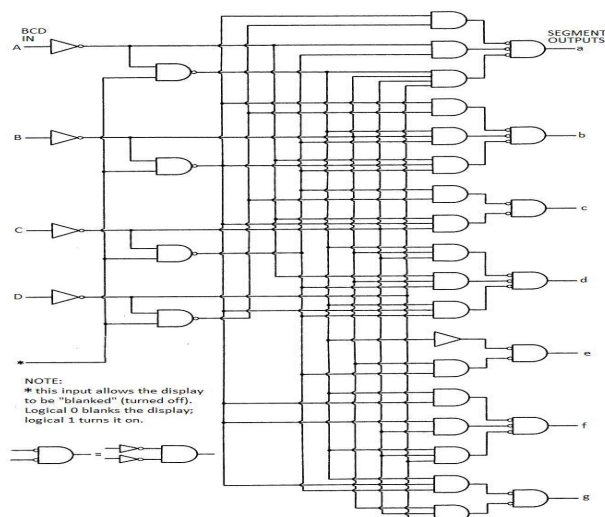 BCD
IN
SEGMENT
OUTPUTS
A
a
B
b
C
c
D
d
*
e
NOTE:
* this input allows the display
to be "blanked" (turned off).
Logical 0 blanks the display;
logical 1 turns it on.
f
=
g